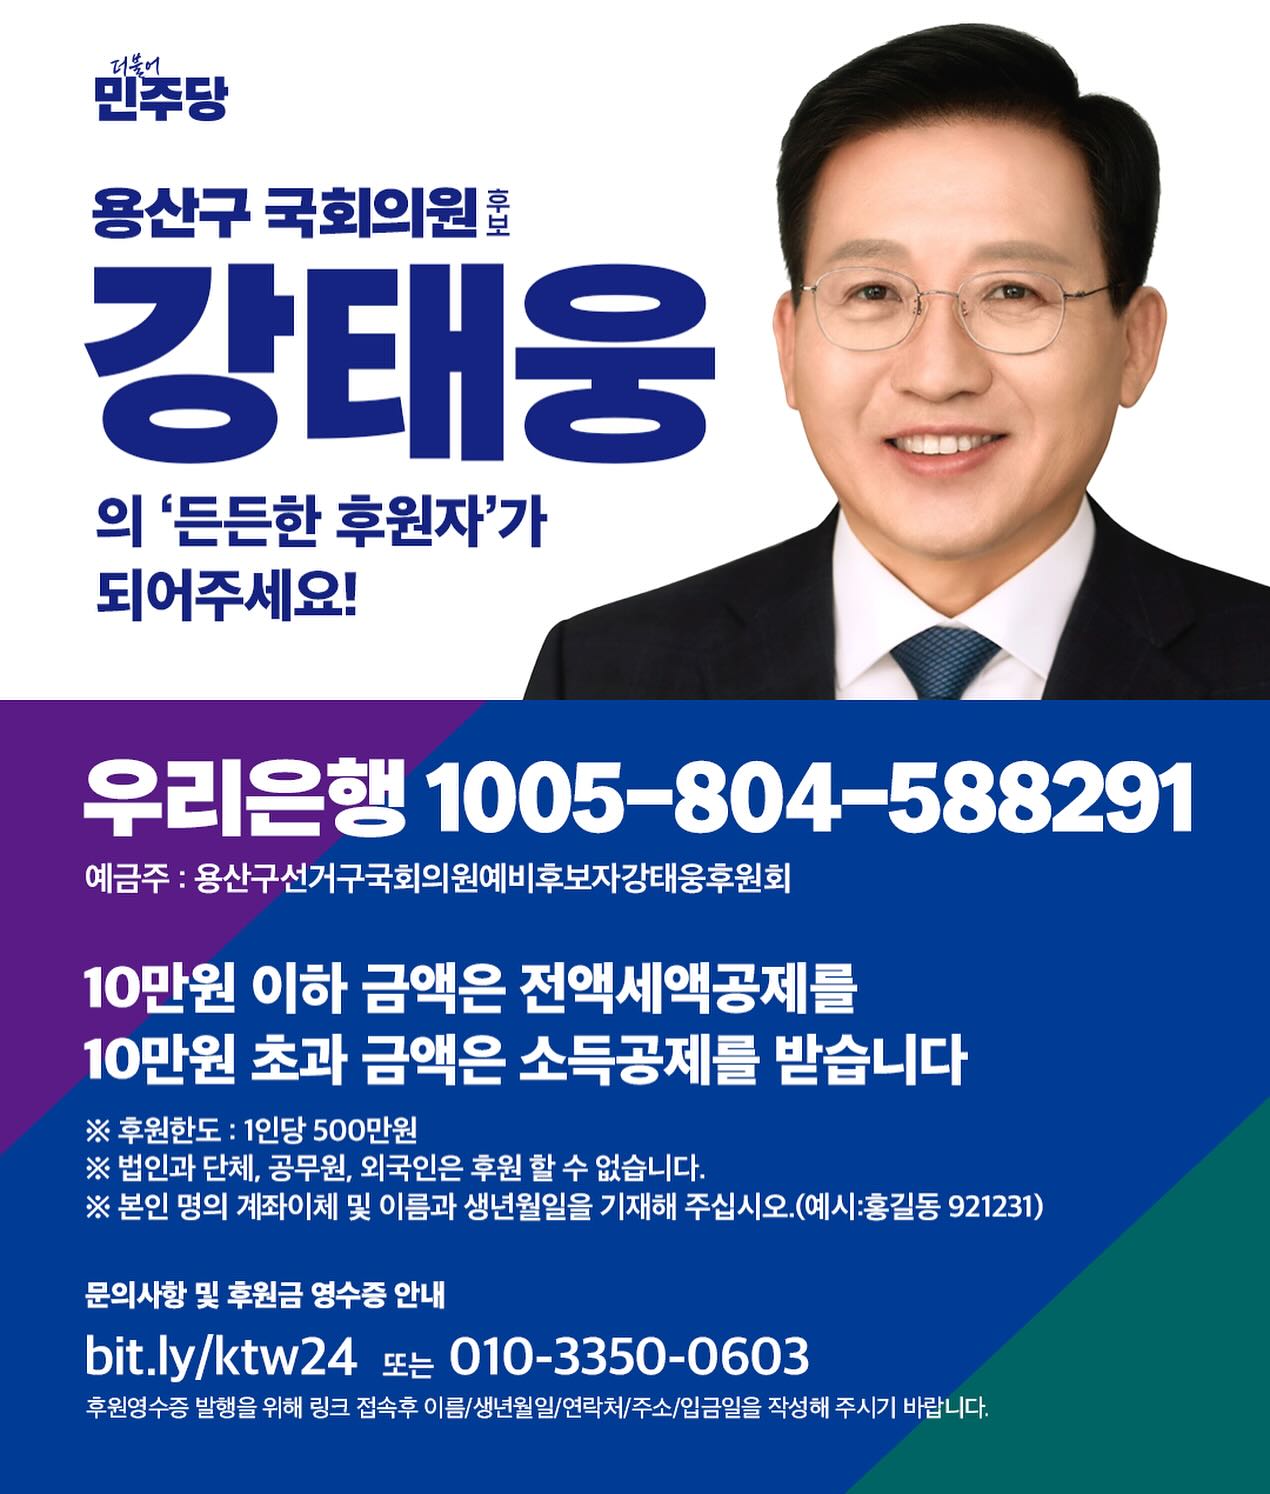 더불어
민주당
용산구 국회의원 후보
강태웅
의 ‘든든한 후원자’가
되어주세요!
우리은행 1005-804-588291
예금주 : 용산구선거구국회의원예비후보자강태웅후원회
10만원 이하 금액은 전액세액공제를
10만원 초과 금액은 소득공제를 받습니다
※ 후원한도 : 1인당 500만원
※ 법인과 단체, 공무원, 외국인은 후원 할 수 없습니다.
※ 본인 명의 계좌이체 및 이름과 생년월일을 기재해 주십시오.(예시:홍길동 921231)
문의사항 및 후원금 영수증 안내
bit.ly/ktw24 또는 010-3350-0603
후원영수증 발행을 위해 링크 접속후 이름/생년월일/연락처/주소/입금일을 작성해 주시기 바랍니다.